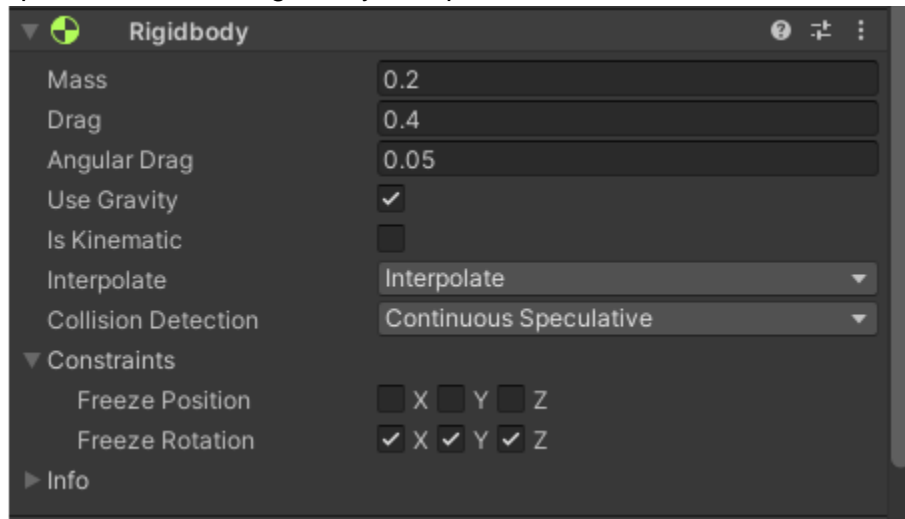 Rigidbody
Mass 0.2
Drag 0.4
Angular Drag 0.05
Use Gravity
Is Kinematic
Interpolate Interpolate
Collision Detection Continuous Speculative
Constraints
Freeze Position X Y Z
Freeze Rotation X Y Z
Info